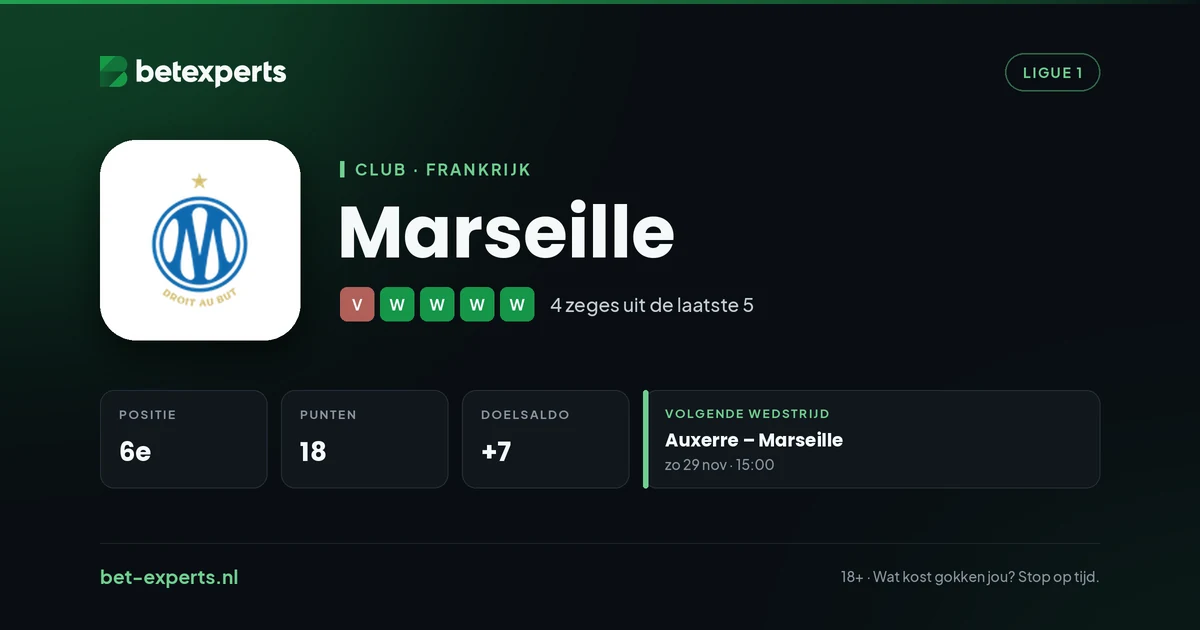 betexperts
LIGUE 1
DROIT AU BUT
CLUB · FRANKRIJK
Marseille
V W W W W 4 zeges uit de laatste 5
POSITIE
6e
PUNTEN
18
DOELSALDO
+7
VOLGENDE WEDSTRIJD
Auxerre – Marseille
zo 29 nov · 15:00
bet-experts.nl
18+ · Wat kost gokken jou? Stop op tijd.